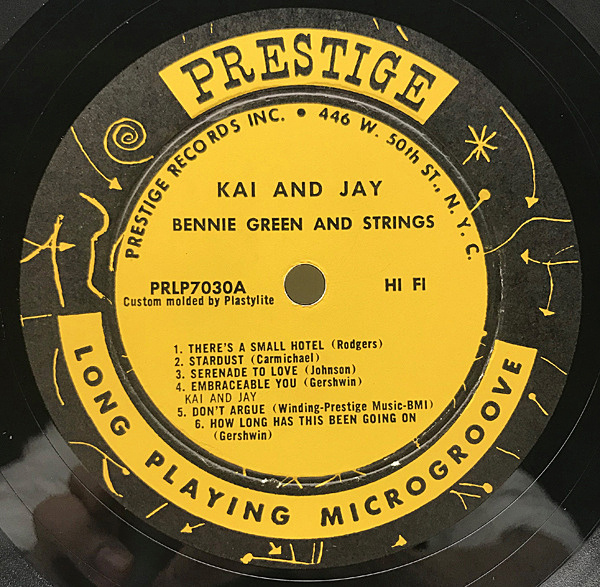 PRESTIGE
PRESTIGE RECORDS INC. • 446 W. 50th ST., N.Y.C.
KAI AND JAY
BENNIE GREEN AND STRINGS
PRLP7030A
HI FI
Custom molded by Plastylite
1. THERE'S A SMALL HOTEL (Rodgers)
2. STARDUST (Carmichael)
3. SERENADE TO LOVE (Johnson)
4. EMBRACEABLE YOU (Gershwin)
KAI AND JAY
5. DON'T ARGUE (Winding-Prestige Music-BMI)
6. HOW LONG HAS THIS BEEN GOING ON
(Gershwin)
LONG PLAYING MICROGROOVE